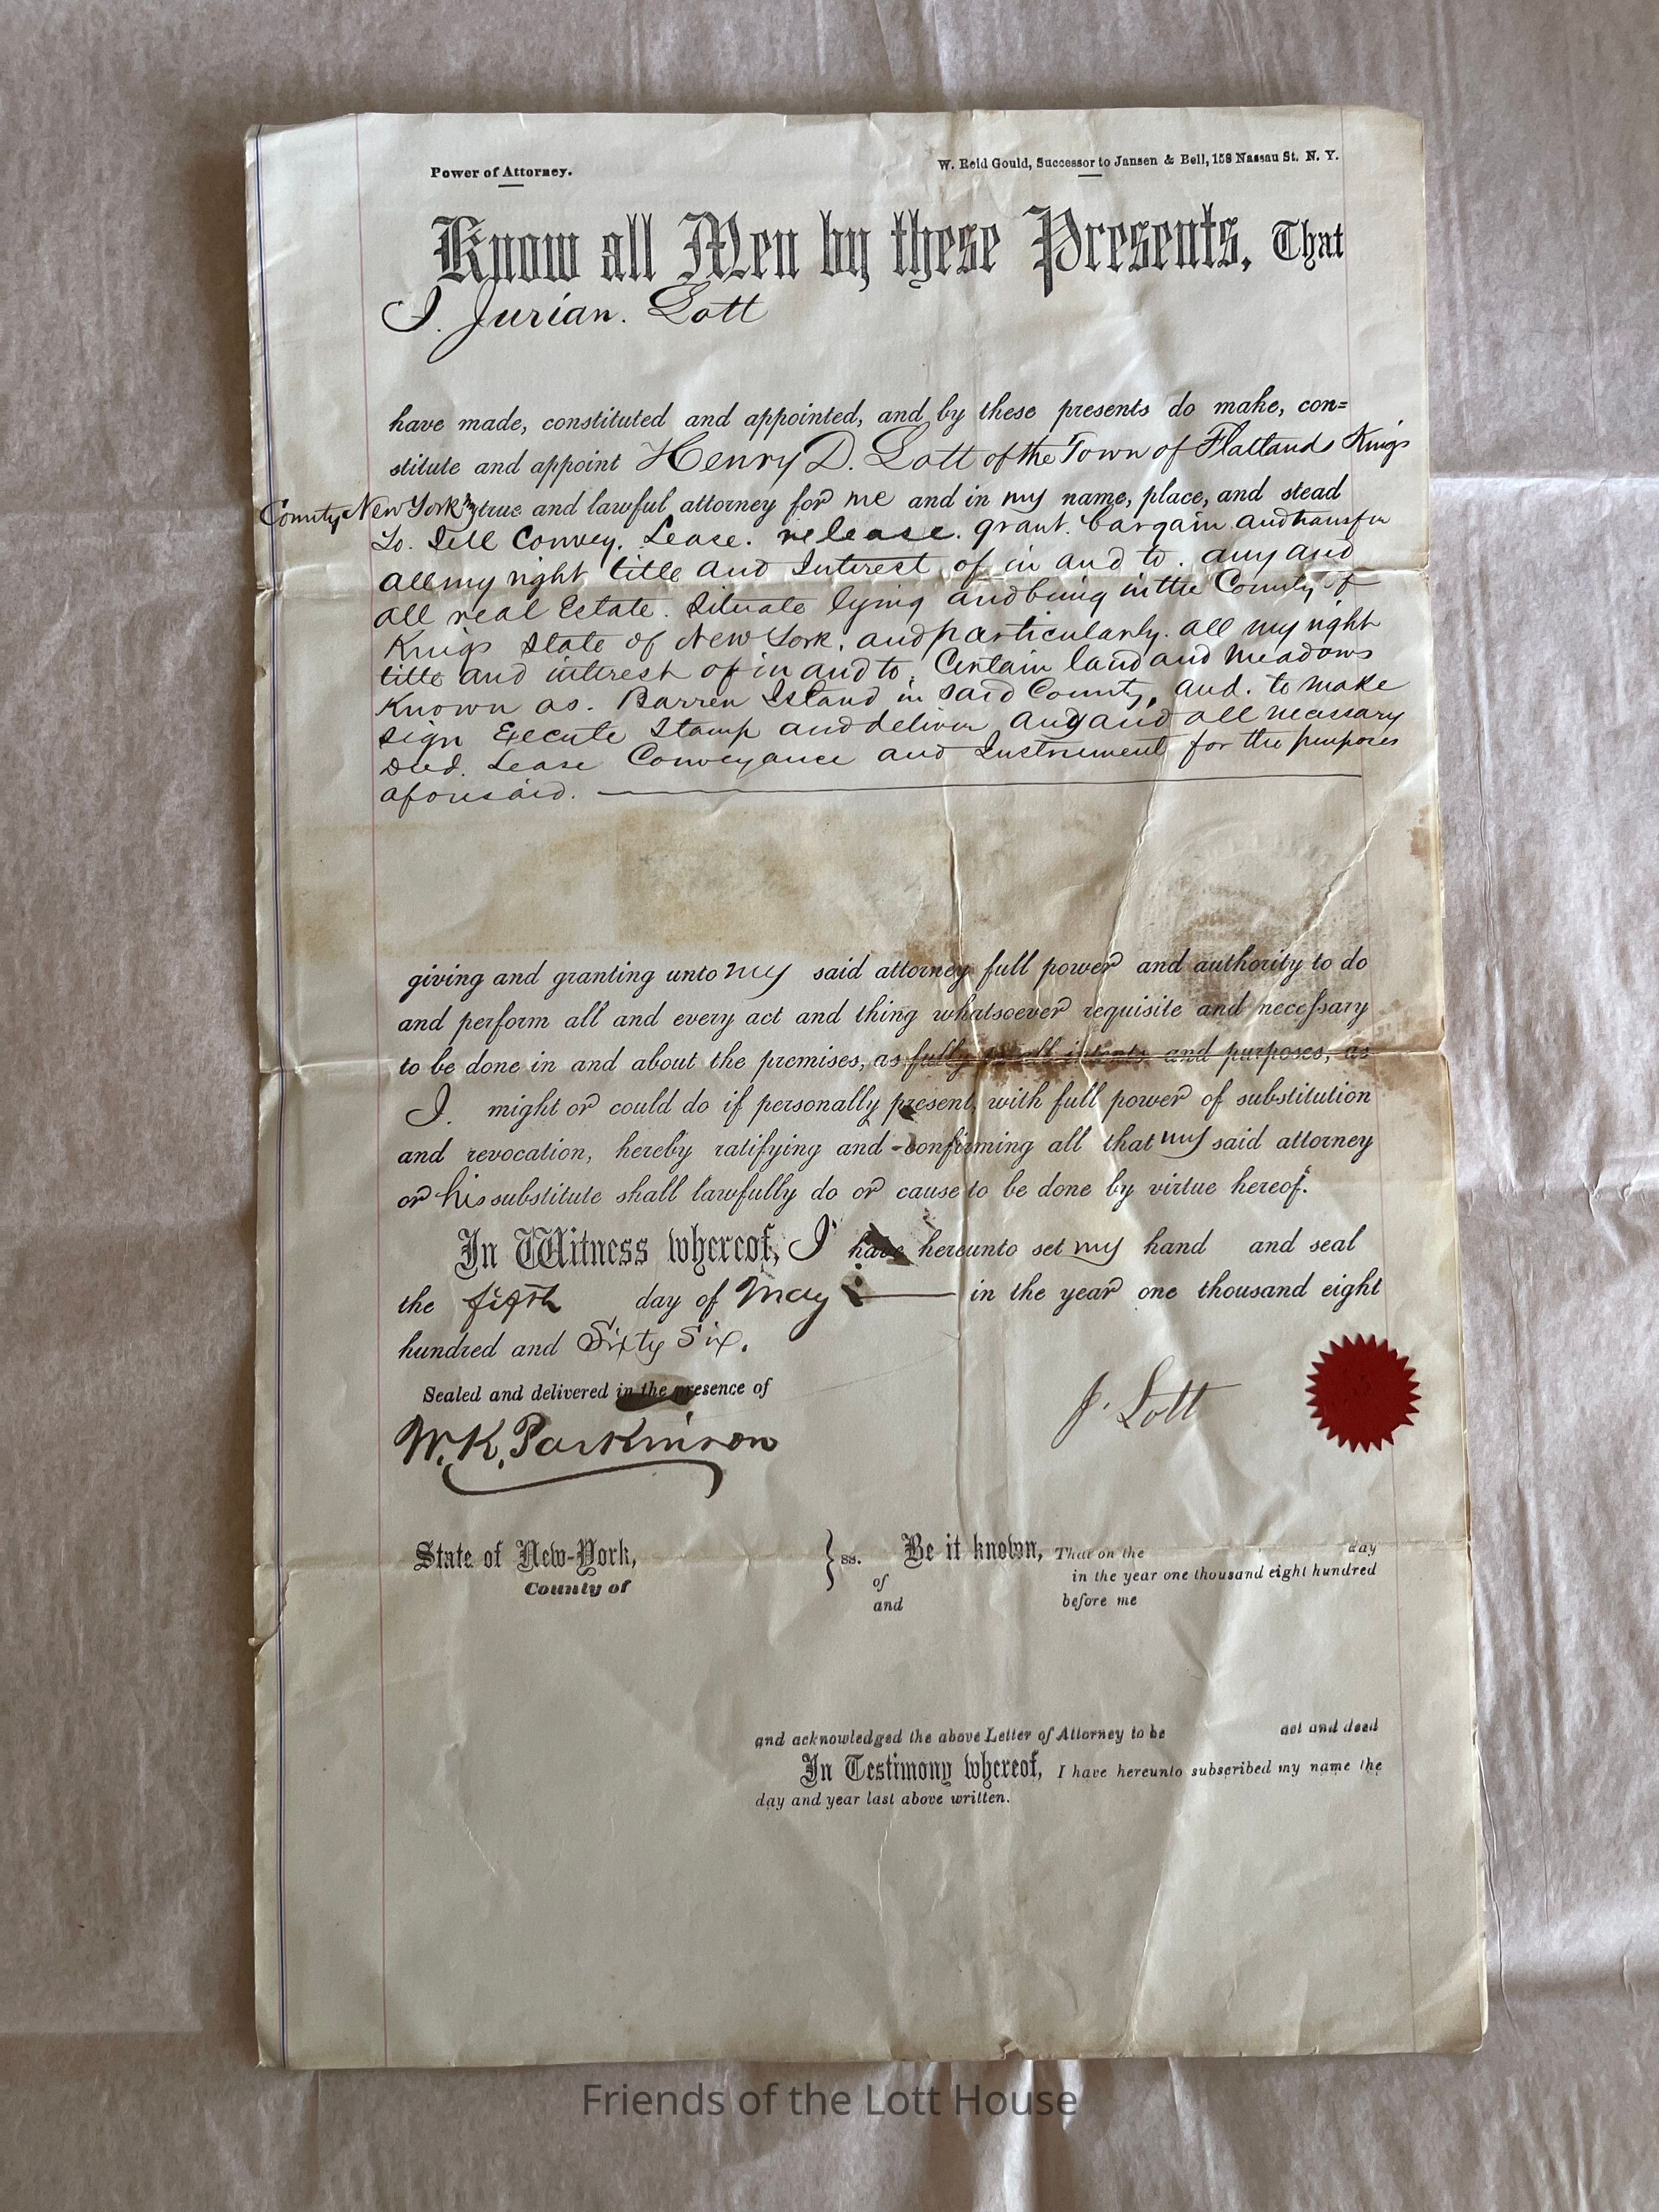 Power of Attorney.
W. Reid Gould, Successor to Jansen & Bell, 158 Nassau St. N. Y.
Know all Men by these Presents, That
I. Jurian. Lott
have made, constituted and appointed, and by these presents do make, con=
stitute and appoint Henry D. Lott of the Town of Flatlands Kings
County New York my true and lawful attorney for me and in my name, place, and stead
To. Sell Convey. Lease. release. grant. bargain and transfer
all my right title and Interest of in and to. any and
all real Estate. Situate lying and being in the County of
Kings State of New York. and particularly. all my right
title and interest of in and to. Certain land and meadows
Known as. Barren Island in said County, and. to make
sign Execute Stamp and deliver any and all necessary
Deed. Lease Conveyance and Instrument for the purposes
aforesaid.
giving and granting unto my said attorney full power and authority to do
and perform all and every act and thing whatsoever requisite and necessary
to be done in and about the premises, as fully to all intents and purposes, as
I. might or could do if personally present, with full power of substitution
and revocation, hereby ratifying and confirming all that my said attorney
or his substitute shall lawfully do or cause to be done by virtue hereof.
In Witness whereof, I have hereunto set my hand and seal
the fifth day of May in the year one thousand eight
hundred and Sixty Six.
Sealed and delivered in the presence of
W. K. Parkinson
J. Lott
State of New-York,
County of
} ss.
Be it known, That on the day
of in the year one thousand eight hundred
and before me
and acknowledged the above Letter of Attorney to be act and deed
In Testimony whereof, I have hereunto subscribed my name the
day and year last above written.
Friends of the Lott House